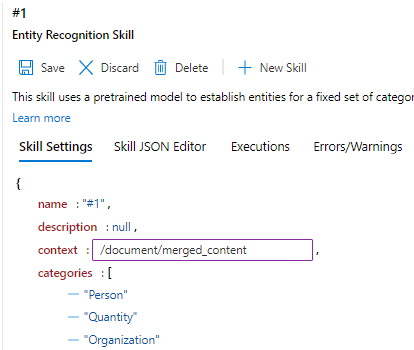 #1
Entity Recognition Skill
Save Discard Delete New Skill
This skill uses a pretrained model to establish entities for a fixed set of categor
Learn more
Skill Settings Skill JSON Editor Executions Errors/Warnings
{
name : "#1" ,
description : null ,
context : /document/merged_content ,
categories : [
— "Person"
— "Quantity"
— "Organization"